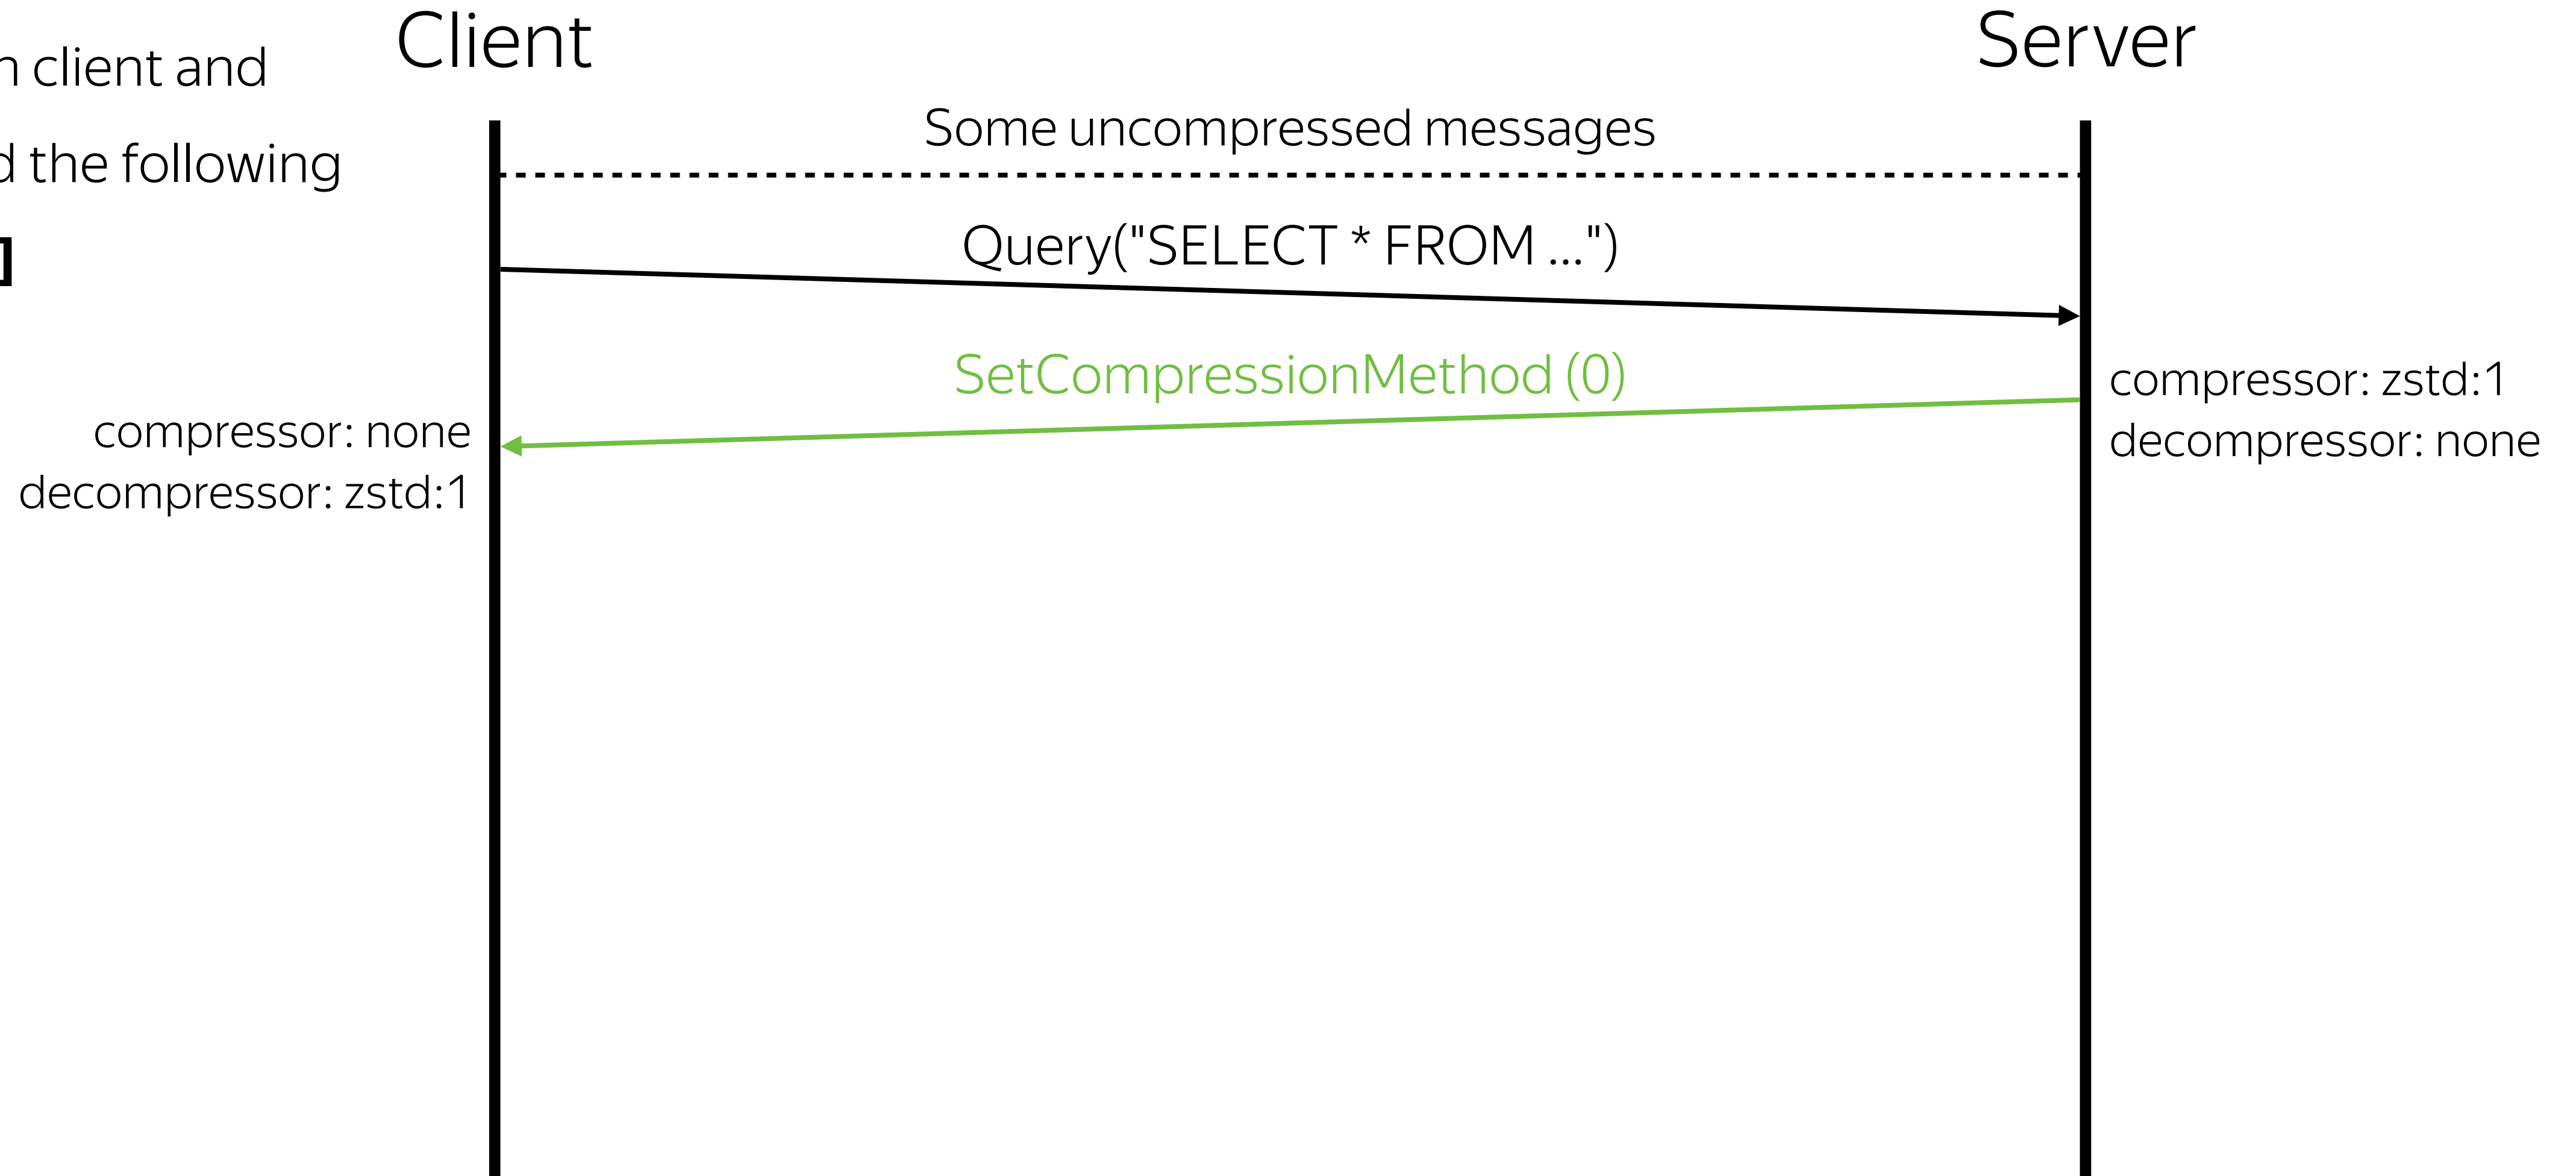 Client
Server
client and
the following
]
Some uncompressed messages
Query("SELECT * FROM ...")
SetCompressionMethod (0)
compressor: none
decompressor: zstd:1
compressor: zstd:1
decompressor: none